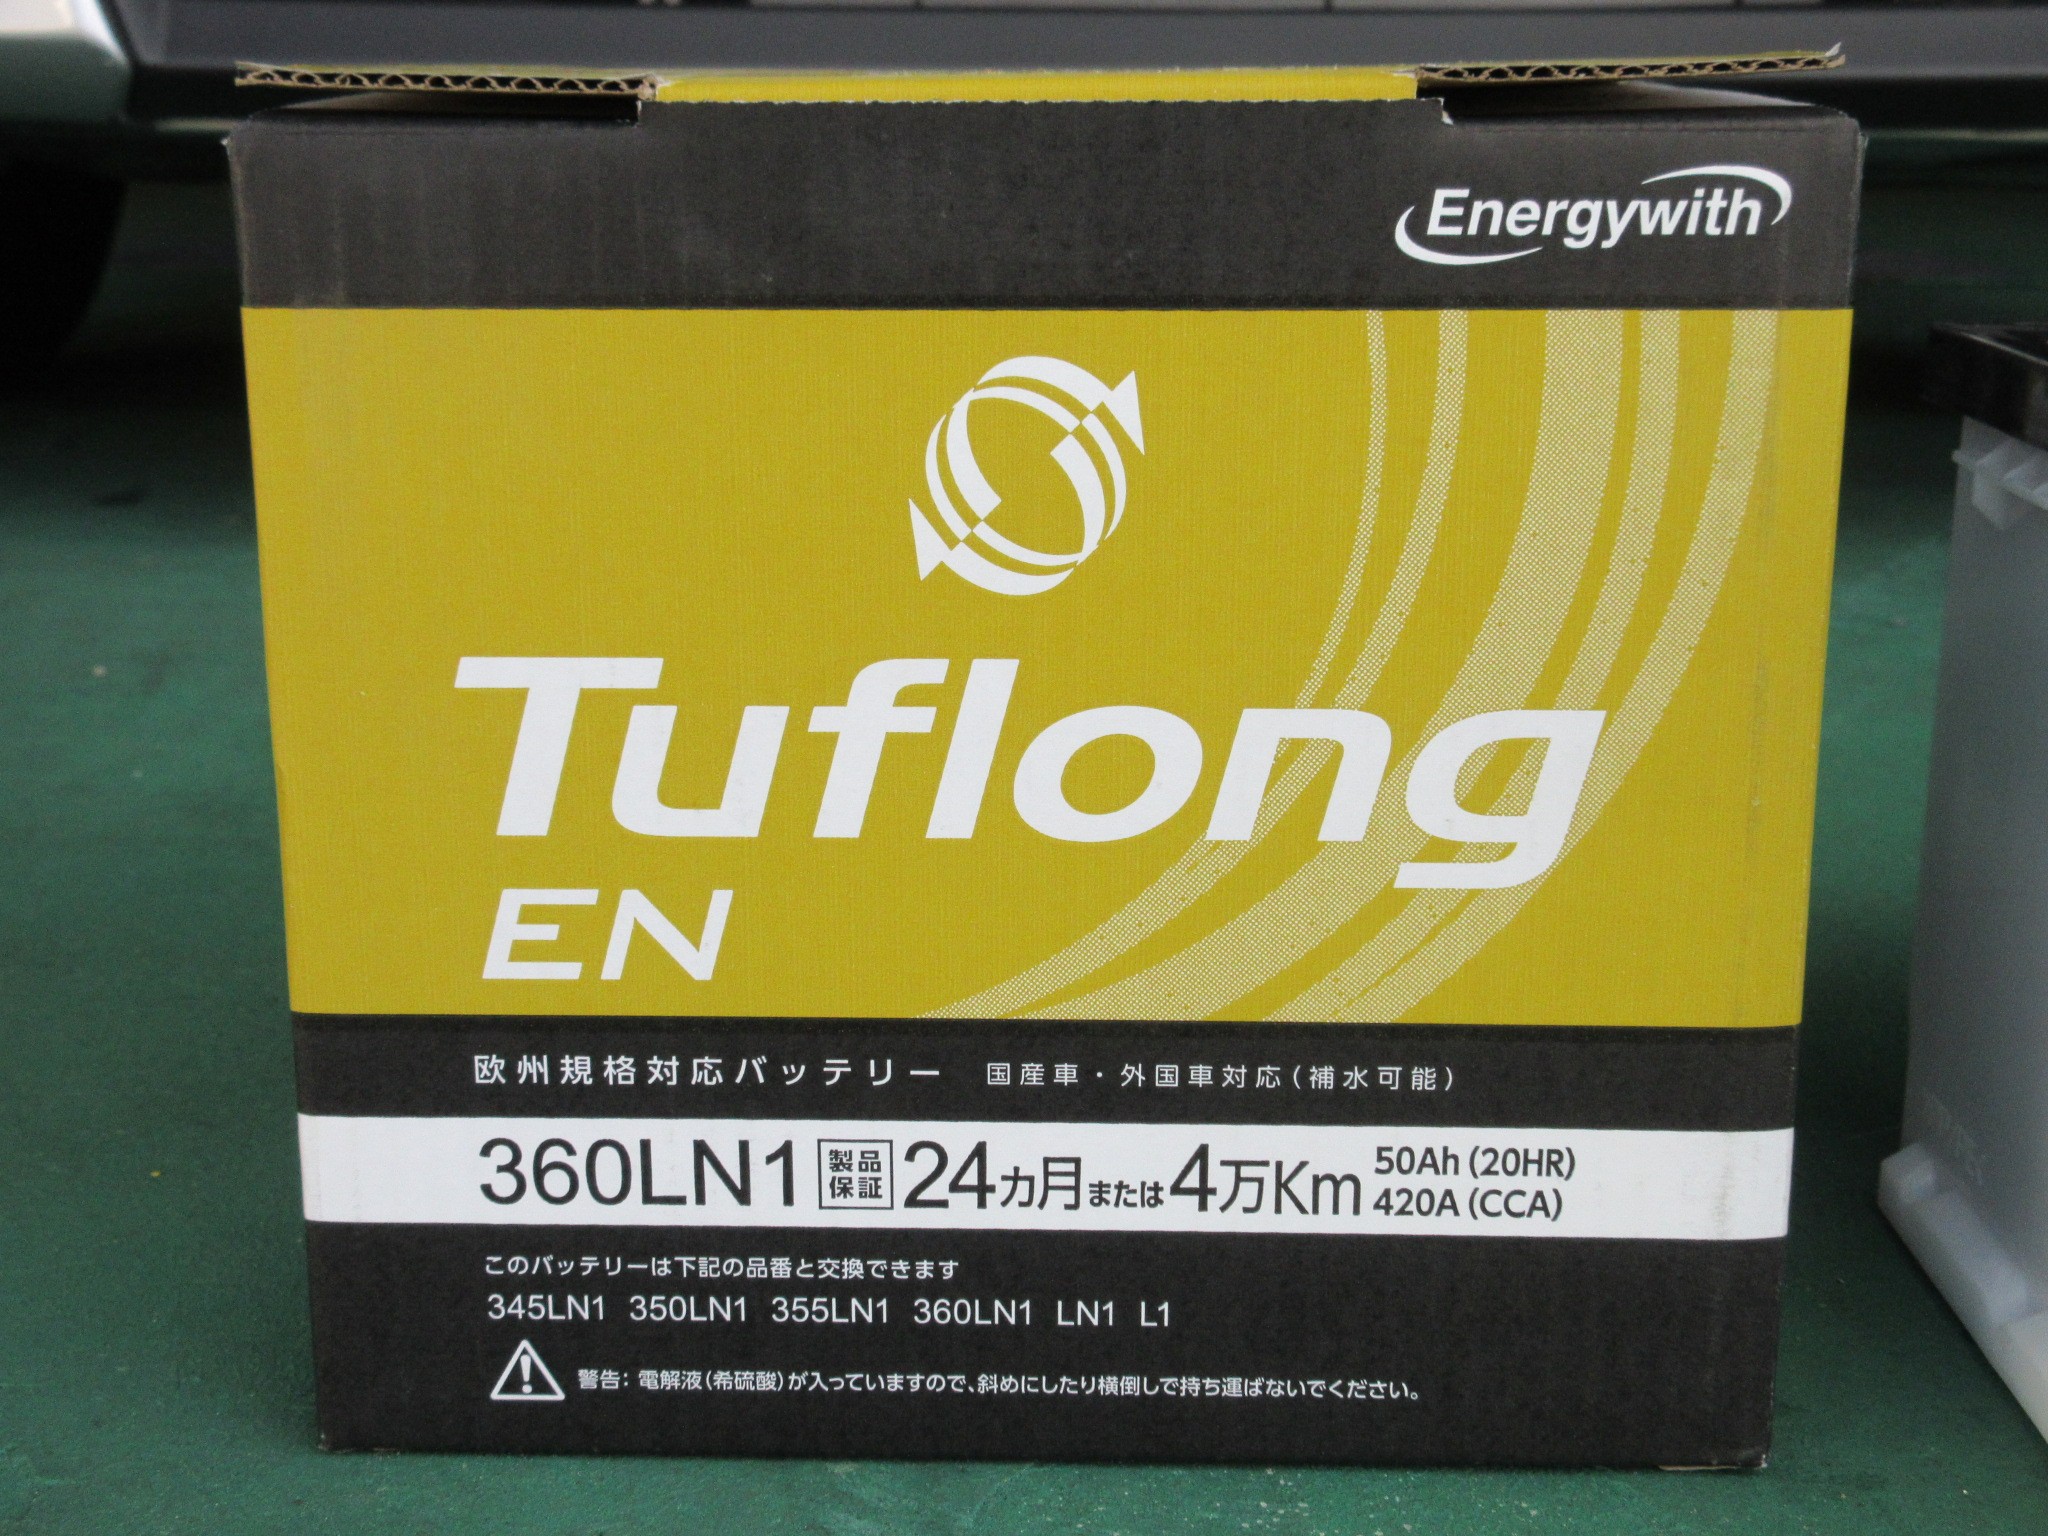 Energywith
Tuflong
EN
欧州規格対応バッテリー 国産車・外国車対応(補水可能)
360LN1 製品保証 24カ月または4万Km 50Ah (20HR) 420A (CCA)
このバッテリーは下記の品番と交換できます
345LN1 350LN1 355LN1 360LN1 LN1 L1
警告：電解液(希硫酸)が入っていますので、斜めにしたり横倒しで持ち運ばないでください。